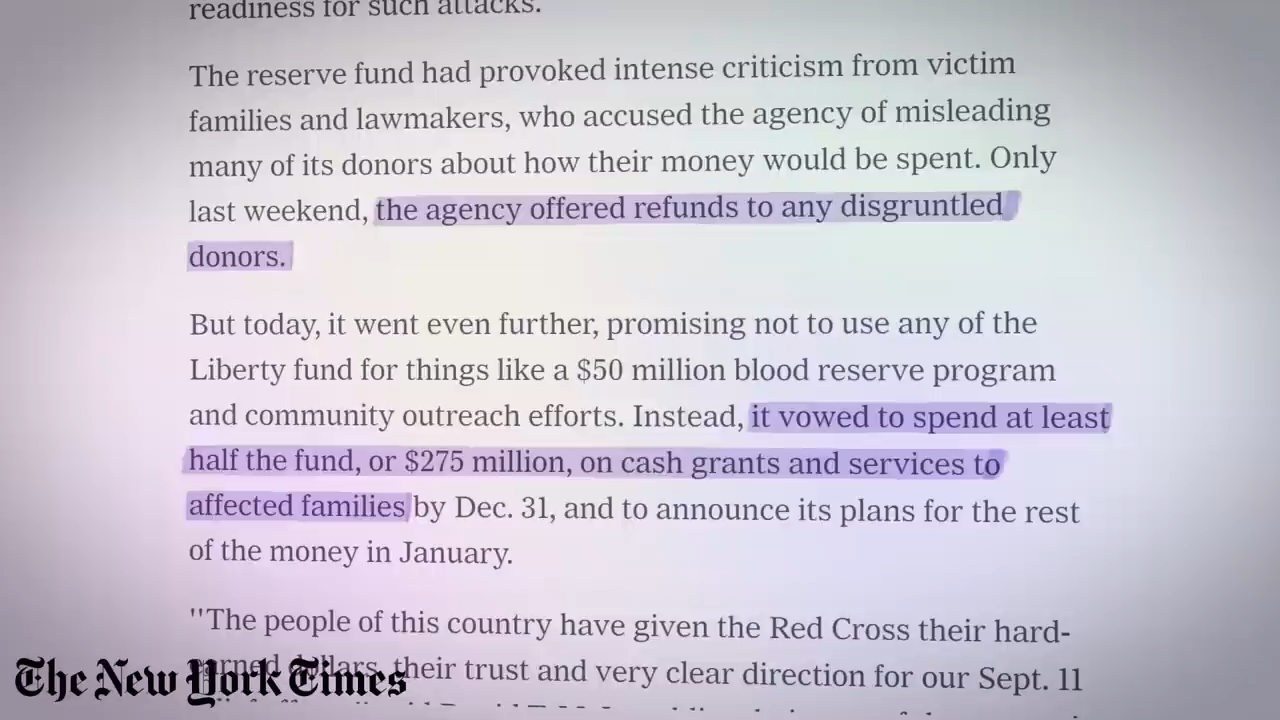 readiness for such attacks.
The reserve fund had provoked intense criticism from victim
families and lawmakers, who accused the agency of misleading
many of its donors about how their money would be spent. Only
last weekend, the agency offered refunds to any disgruntled
donors.
But today, it went even further, promising not to use any of the
Liberty fund for things like a $50 million blood reserve program
and community outreach efforts. Instead, it vowed to spend at least
half the fund, or $275 million, on cash grants and services to
affected families by Dec. 31, and to announce its plans for the rest
of the money in January.
"The people of this country have given the Red Cross their hard-
earned dollars, their trust and very clear direction for our Sept. 11
The New York Times